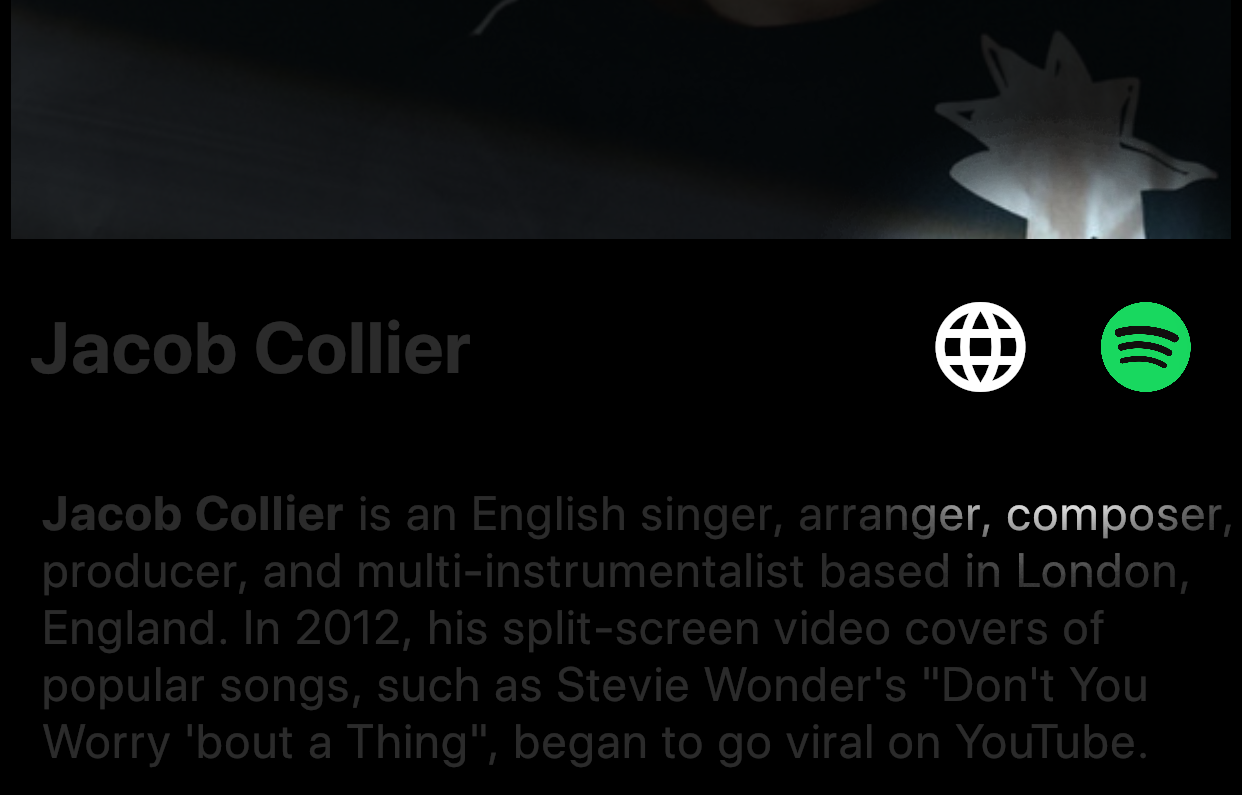 Jacob Collier
Jacob Collier is an English singer, arranger, composer,
producer, and multi-instrumentalist based in London,
England. In 2012, his split-screen video covers of
popular songs, such as Stevie Wonder's "Don't You
Worry 'bout a Thing", began to go viral on YouTube.